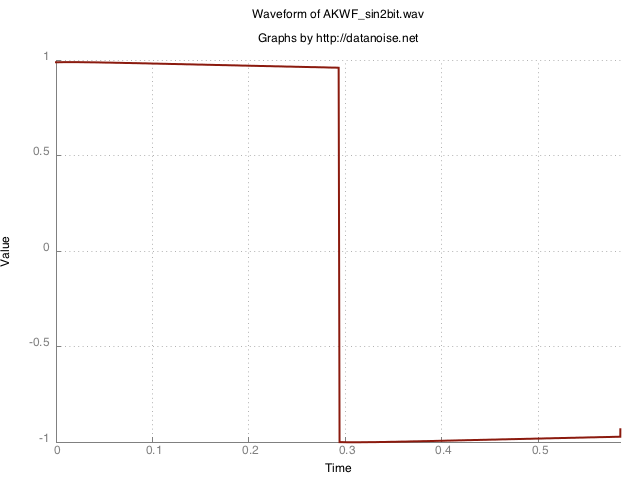 Waveform of AKWF_sin2bit.wav
Graphs by http://datanoise.net
1
0.5
0
-0.5
-1
Value
0 0.1 0.2 0.3 0.4 0.5
Time